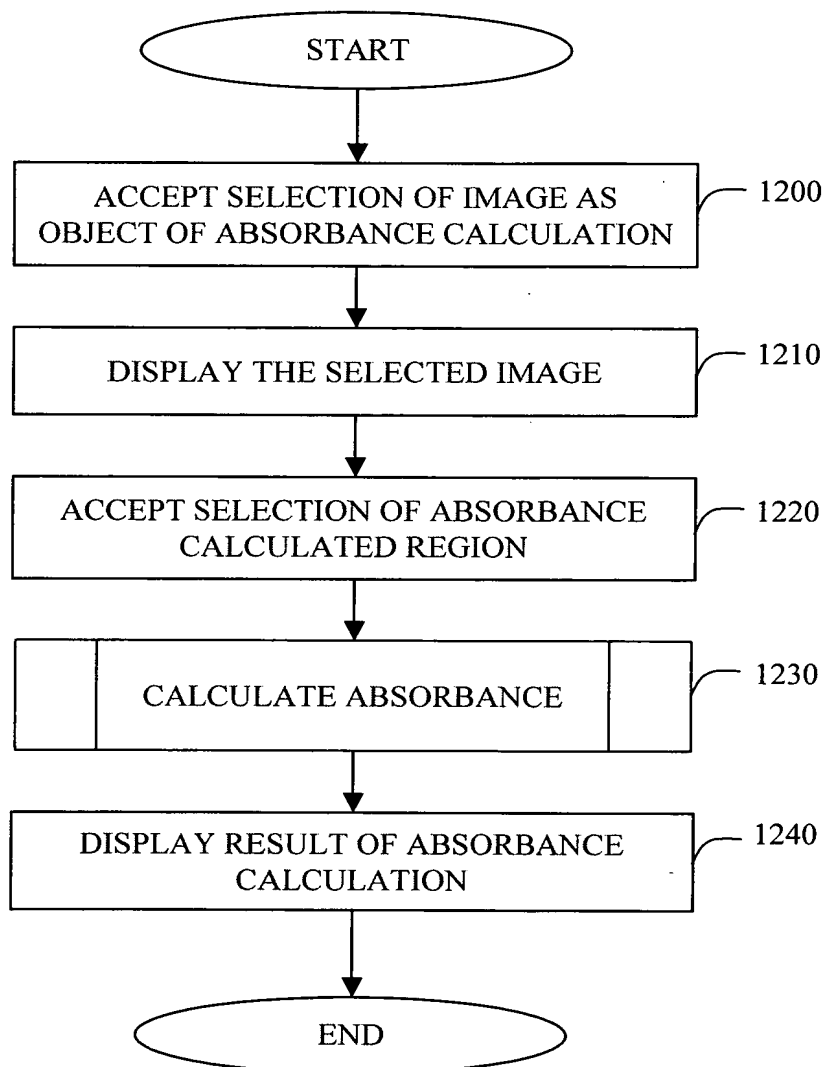 START
ACCEPT SELECTION OF IMAGE AS
OBJECT OF ABSORBANCE CALCULATION
1200
DISPLAY THE SELECTED IMAGE
1210
ACCEPT SELECTION OF ABSORBANCE
CALCULATED REGION
1220
CALCULATE ABSORBANCE
1230
DISPLAY RESULT OF ABSORBANCE
CALCULATION
1240
END